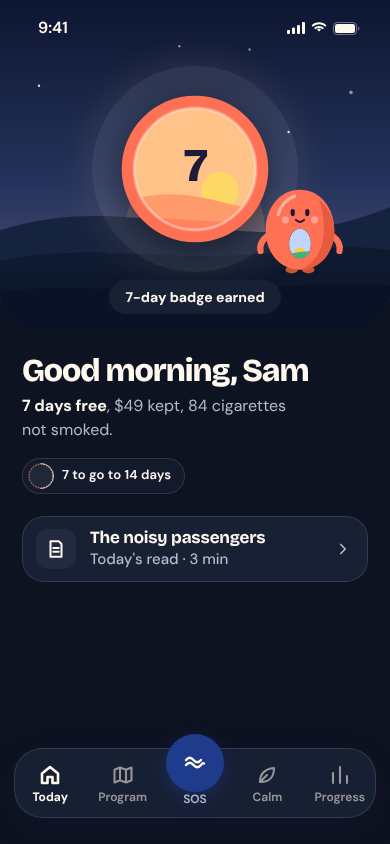 9:41
7
7-day badge earned
Good morning, Sam
7 days free, $49 kept, 84 cigarettes
not smoked.
7 to go to 14 days
The noisy passengers
Today's read · 3 min
Today
Program
SOS
Calm
Progress